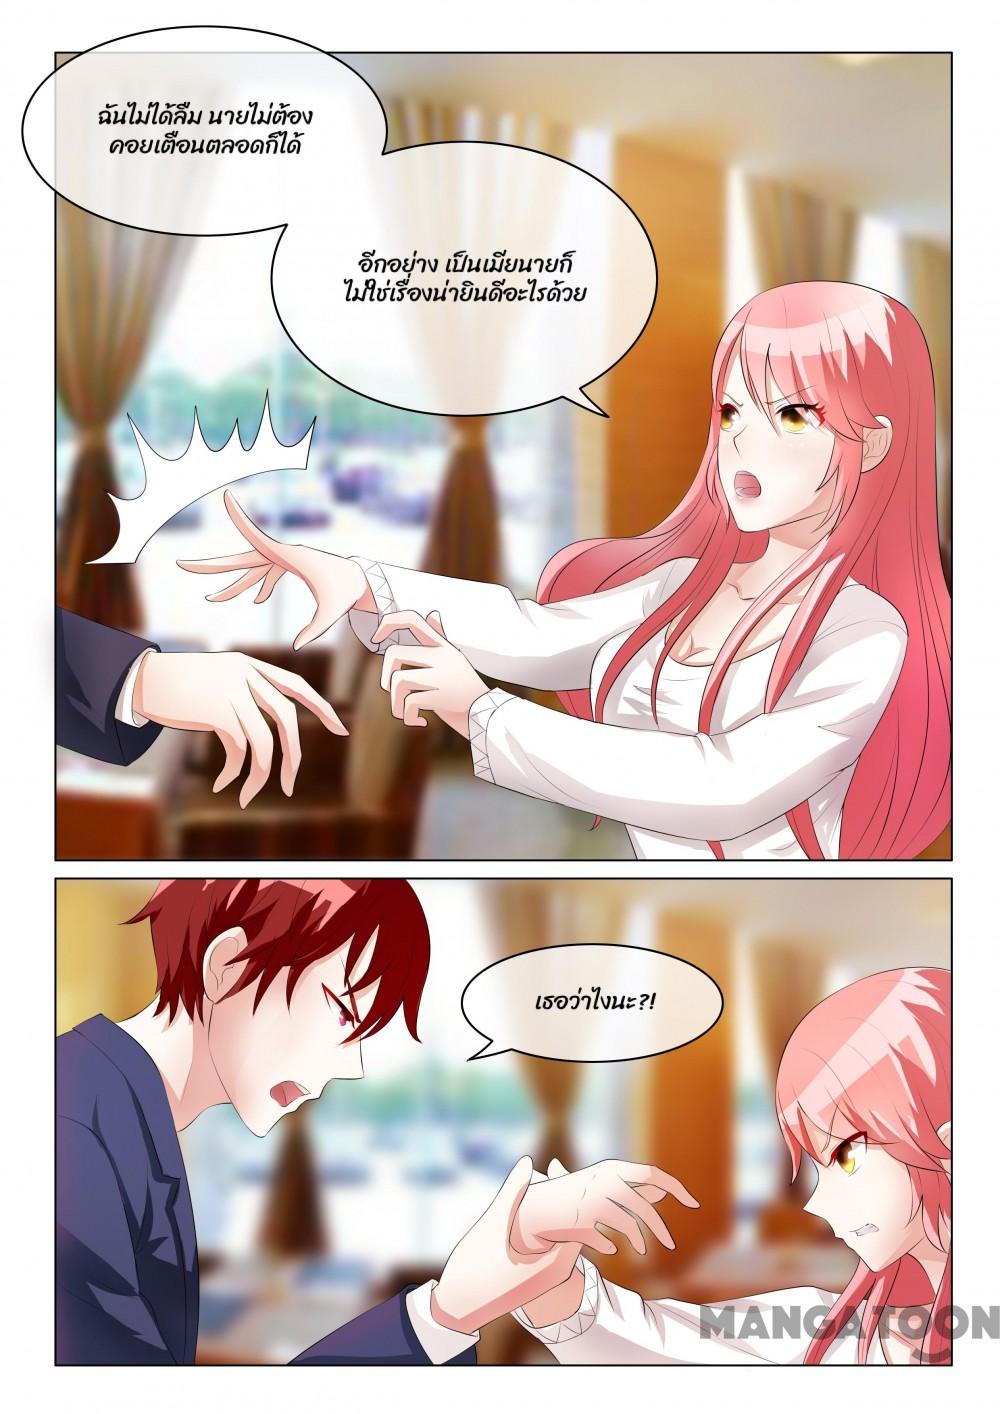 ฉันไม่ได้ลืม นายไม่ต้อง
คอยเตือนตลอดก็ได้
อีกอย่าง เป็นเมียนายก็
ไม่ใช่เรื่องน่ายินดีอะไรด้วย
เธอว่าไงนะ?!
MANGATOON